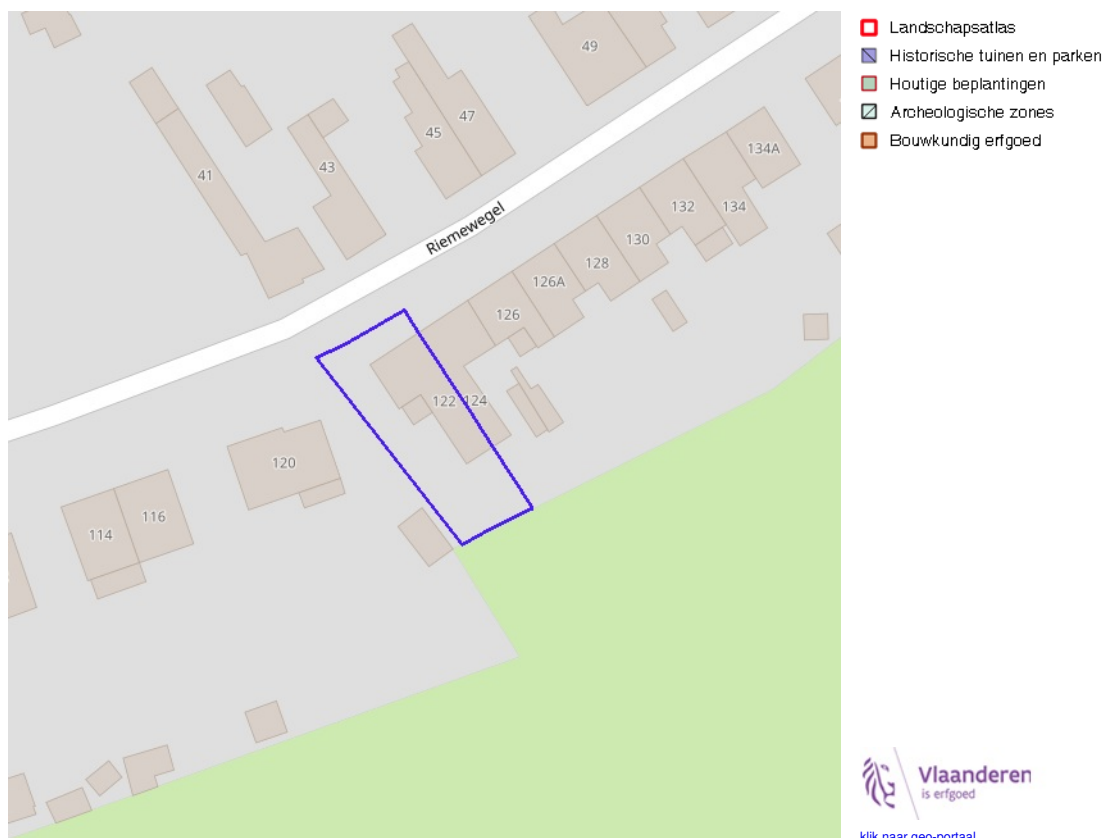 49
47
45
43
41
134A
134
132
130
128
126A
126
Riemewegel
122
124
120
116
114
Landschapsatlas
Historische tuinen en parken
Houtige beplantingen
Archeologische zones
Bouwkundig erfgoed
Vlaanderen
is erfgoed
klik naar geo-portaal